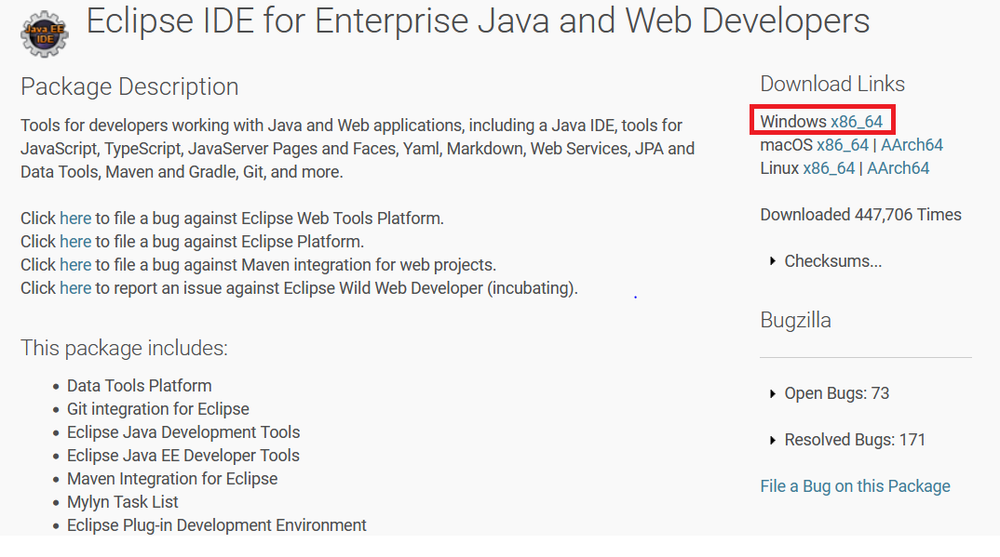 Java EE
IDE
Eclipse IDE for Enterprise Java and Web Developers
Package Description
Tools for developers working with Java and Web applications, including a Java IDE, tools for
JavaScript, TypeScript, JavaServer Pages and Faces, Yaml, Markdown, Web Services, JPA and
Data Tools, Maven and Gradle, Git, and more.
Click here to file a bug against Eclipse Web Tools Platform.
Click here to file a bug against Eclipse Platform.
Click here to file a bug against Maven integration for web projects.
Click here to report an issue against Eclipse Wild Web Developer (incubating).
This package includes:
• Data Tools Platform
• Git integration for Eclipse
• Eclipse Java Development Tools
• Eclipse Java EE Developer Tools
• Maven Integration for Eclipse
• Mylyn Task List
• Eclipse Plug-in Development Environment
Download Links
Windows x86_64
macOS x86_64 | AArch64
Linux x86_64 | AArch64
Downloaded 447,706 Times
Checksums...
Bugzilla
Open Bugs: 73
Resolved Bugs: 171
File a Bug on this Package